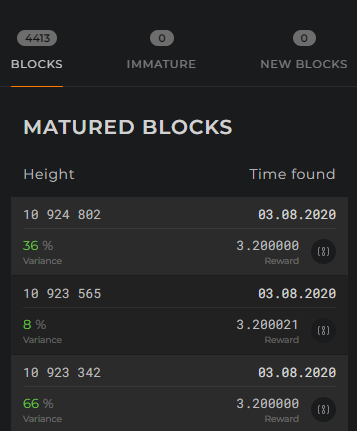 4413 0 0
BLOCKS IMMATURE NEW BLOCKS
MATURED BLOCKS
Height Time found
10 924 802 03.08.2020
36 % 3.200000
Variance Reward
10 923 565 03.08.2020
8 % 3.200021
Variance Reward
10 923 342 03.08.2020
66 % 3.200000
Variance Reward